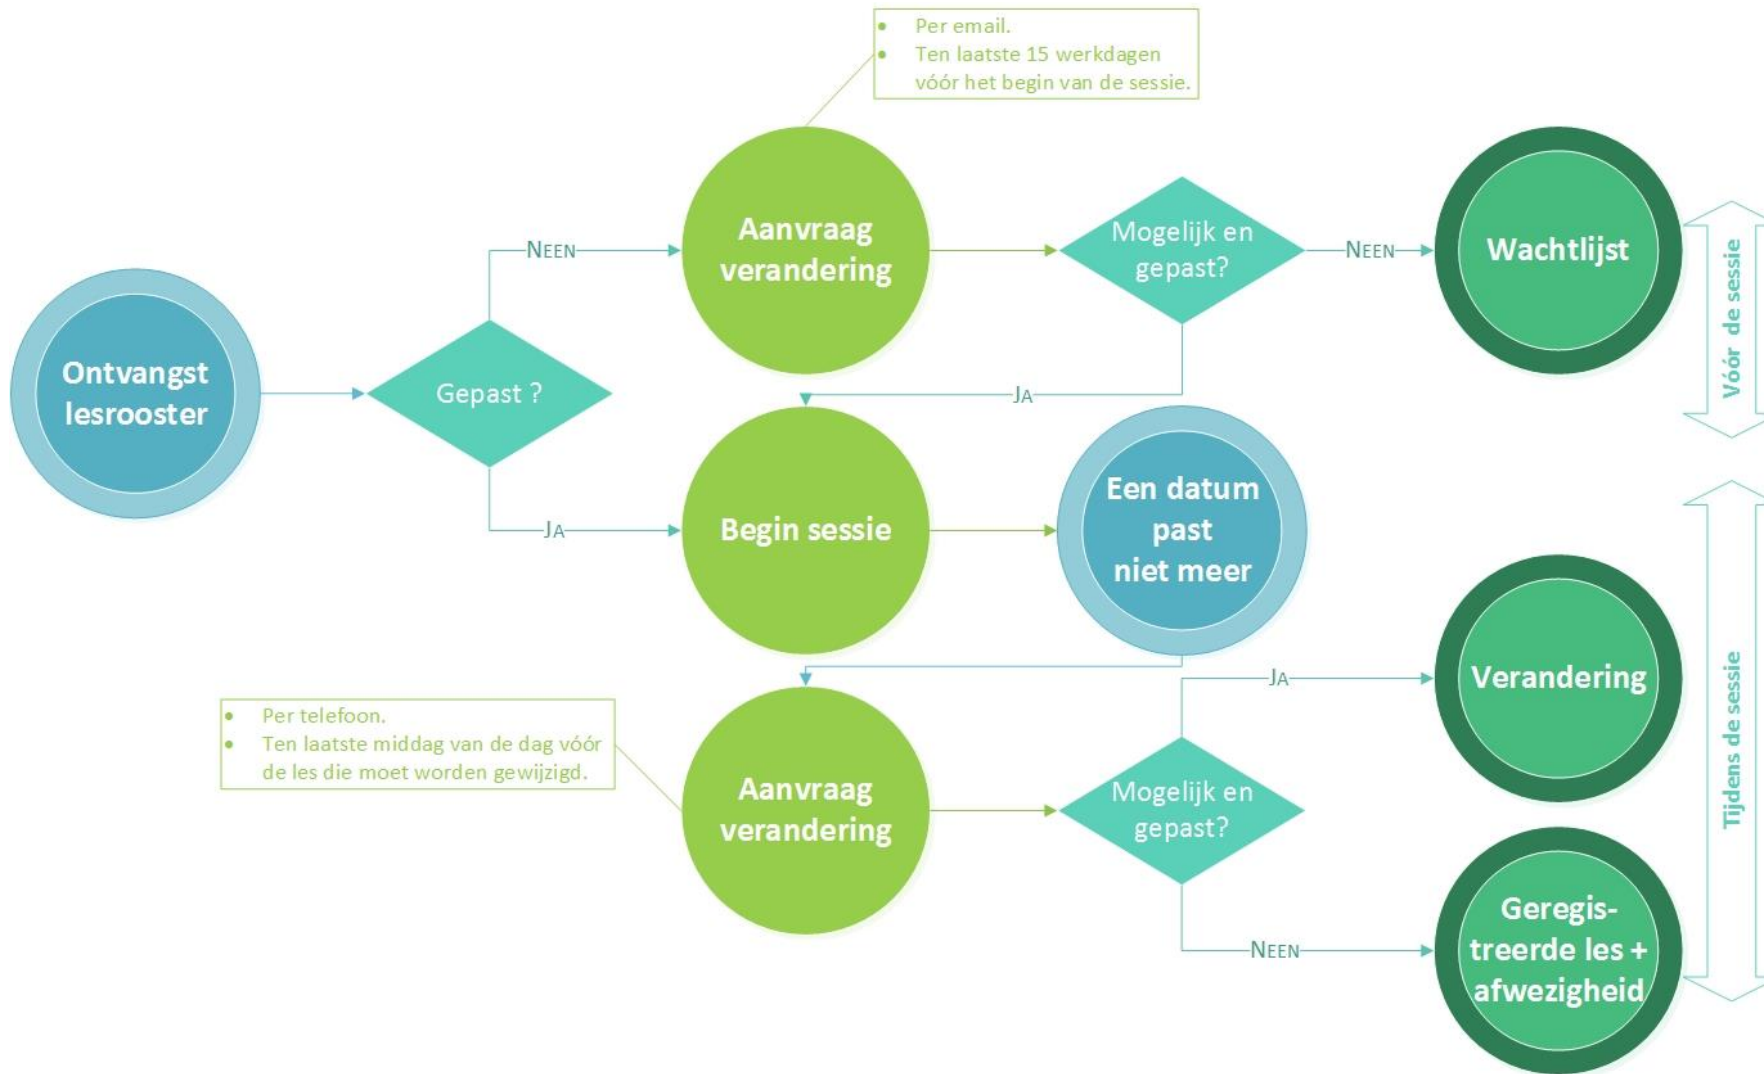 • Per email.
• Ten laatste 15 werkdagen
vóór het begin van de sessie.
Aanvraag
verandering
Mogelijk en
gepast?
NEEN
NEEN
Wachtlijst
Vóór de sessie
Ontvangst
lesrooster
Gepast ?
JA
JA
Begin sessie
Een datum
past
niet meer
• Per telefoon.
• Ten laatste middag van de dag vóór
de les die moet worden gewijzigd.
Aanvraag
verandering
Mogelijk en
gepast?
JA
Verandering
Tijdens de sessie
NEEN
Geregis-
treerde les +
afwezigheid